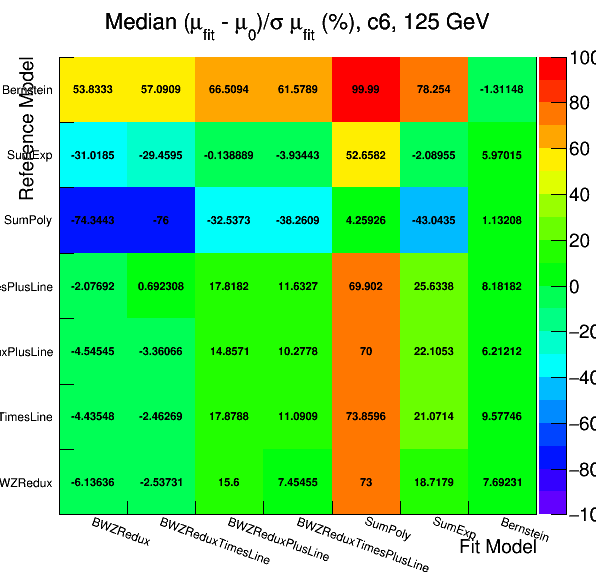 Median (μfit - μ0)/σ μfit (%), c6, 125 GeV
Reference Model
Bernstein 53.8333 57.0909 66.5094 61.5789 99.99 78.254 -1.31148
SumExp -31.0185 -29.4595 -0.138889 -3.93443 52.6582 -2.08955 5.97015
SumPoly -74.3443 -76 -32.5373 -38.2609 4.25926 -43.0435 1.13208
esPlusLine -2.07692 0.692308 17.8182 11.6327 69.902 25.6338 8.18182
uxPlusLine -4.54545 -3.36066 14.8571 10.2778 70 22.1053 6.21212
TimesLine -4.43548 -2.46269 17.8788 11.0909 73.8596 21.0714 9.57746
WZRedux -6.13636 -2.53731 15.6 7.45455 73 18.7179 7.69231
BWZRedux BWZReduxTimesLine BWZReduxPlusLine BWZReduxTimesPlusLine SumPoly SumExp Bernstein
Fit Model
100
80
60
40
20
0
-20
-40
-60
-80
-10